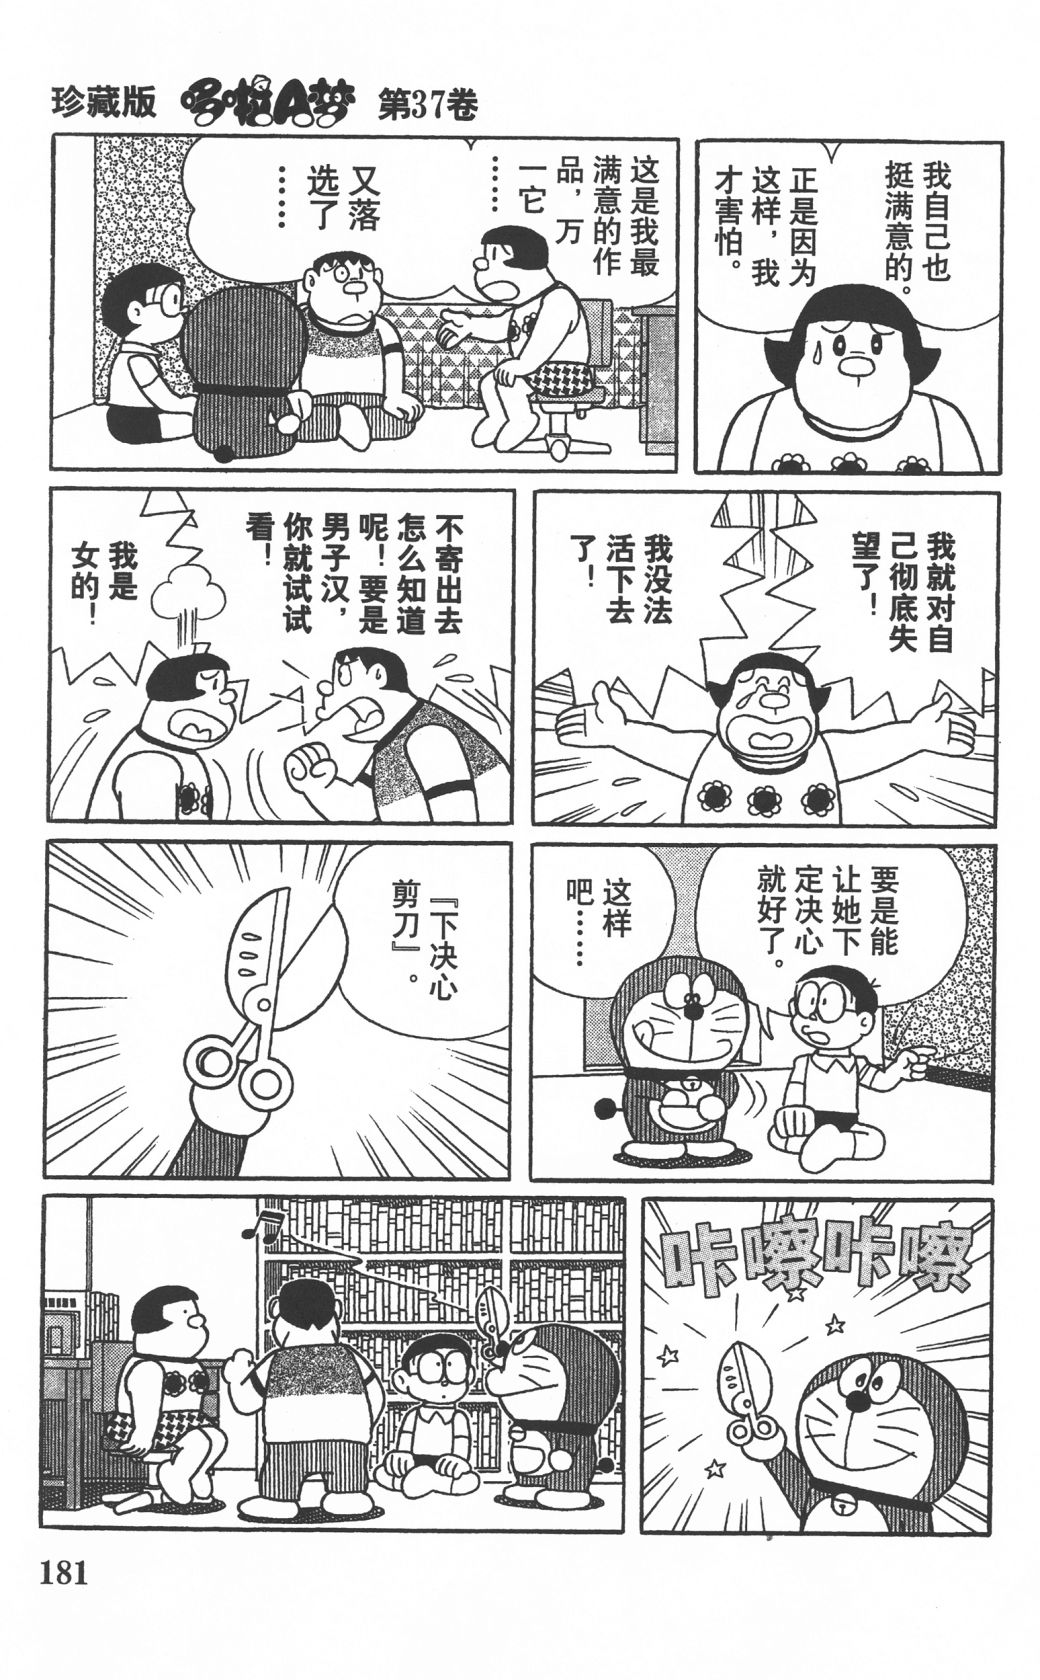 珍藏版 哆啦A梦 第37卷
我自己也
挺满意的。
正是因为
这样，我
才害怕。
这是我最
满意的作
品，万
一它
……
又落
选了
……
我就对自
己彻底失
望了！
我没法
活下去
了！
不寄出去
怎么知道
呢！要是
男子汉，
你就试试
看！
我是
女的！
要是能
让她下
定决心
就好了。
这样
吧……
『下决心
剪刀』。
咔嚓咔嚓
181